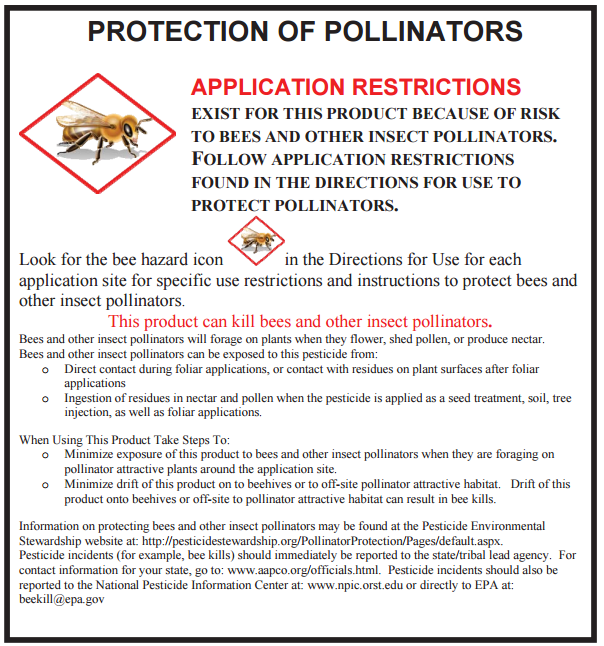 PROTECTION OF POLLINATORS
APPLICATION RESTRICTIONS
EXIST FOR THIS PRODUCT BECAUSE OF RISK
TO BEES AND OTHER INSECT POLLINATORS.
FOLLOW APPLICATION RESTRICTIONS
FOUND IN THE DIRECTIONS FOR USE TO
PROTECT POLLINATORS.
Look for the bee hazard icon in the Directions for Use for each
application site for specific use restrictions and instructions to protect bees and
other insect pollinators.
This product can kill bees and other insect pollinators.
Bees and other insect pollinators will forage on plants when they flower, shed pollen, or produce nectar.
Bees and other insect pollinators can be exposed to this pesticide from:
o Direct contact during foliar applications, or contact with residues on plant surfaces after foliar
applications
o Ingestion of residues in nectar and pollen when the pesticide is applied as a seed treatment, soil, tree
injection, as well as foliar applications.
When Using This Product Take Steps To:
o Minimize exposure of this product to bees and other insect pollinators when they are foraging on
pollinator attractive plants around the application site.
o Minimize drift of this product on to beehives or to off-site pollinator attractive habitat. Drift of this
product onto beehives or off-site to pollinator attractive habitat can result in bee kills.
Information on protecting bees and other insect pollinators may be found at the Pesticide Environmental
Stewardship website at: http://pesticidestewardship.org/PollinatorProtection/Pages/default.aspx.
Pesticide incidents (for example, bee kills) should immediately be reported to the state/tribal lead agency. For
contact information for your state, go to: www.aapco.org/officials.html. Pesticide incidents should also be
reported to the National Pesticide Information Center at: www.npic.orst.edu or directly to EPA at:
beekill@epa.gov